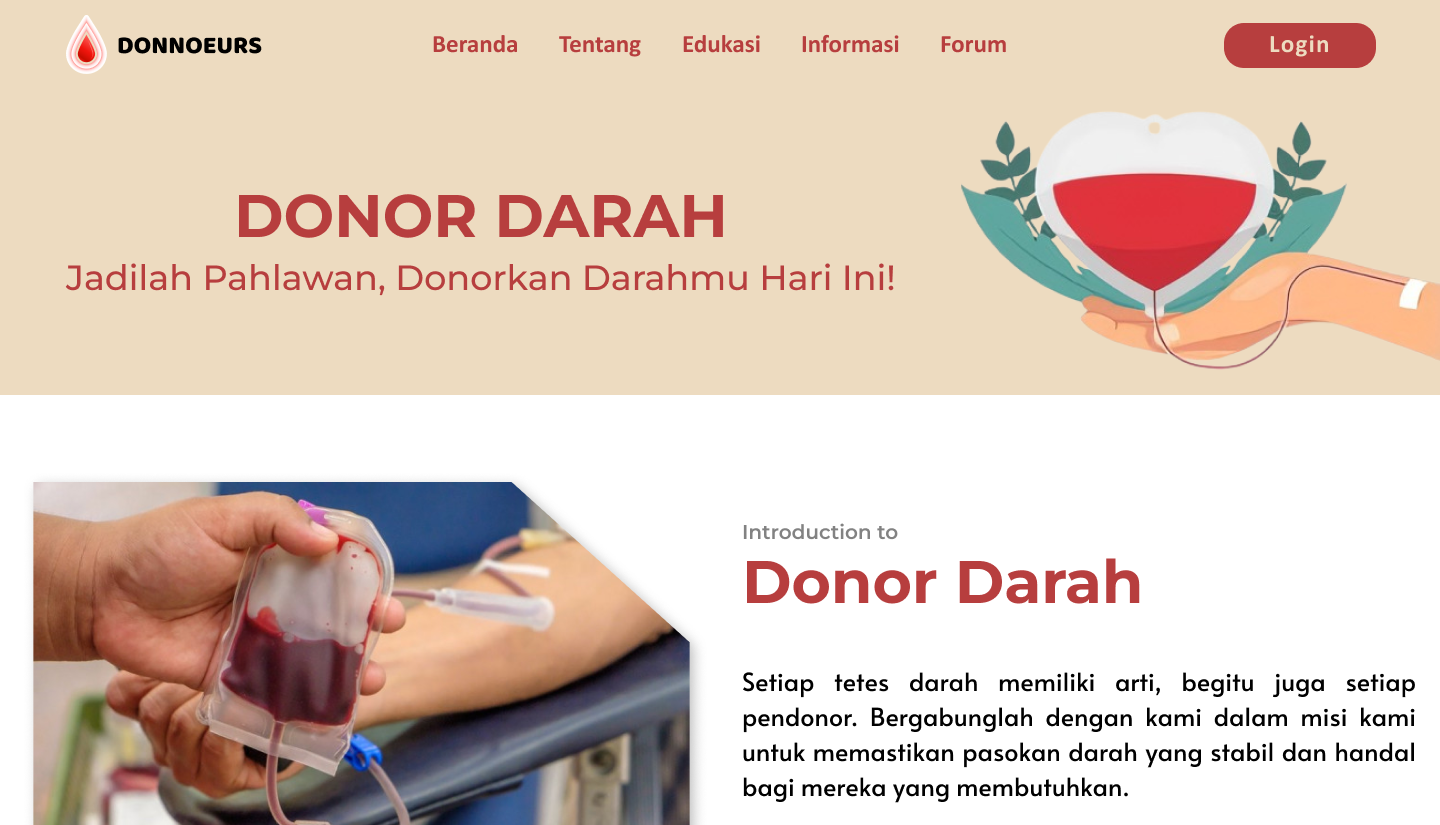 DONNOEURS
Beranda Tentang Edukasi Informasi Forum
Login
DONOR DARAH
Jadilah Pahlawan, Donorkan Darahmu Hari Ini!
Introduction to
Donor Darah
Setiap tetes darah memiliki arti, begitu juga setiap
pendonor. Bergabunglah dengan kami dalam misi kami
untuk memastikan pasokan darah yang stabil dan handal
bagi mereka yang membutuhkan.